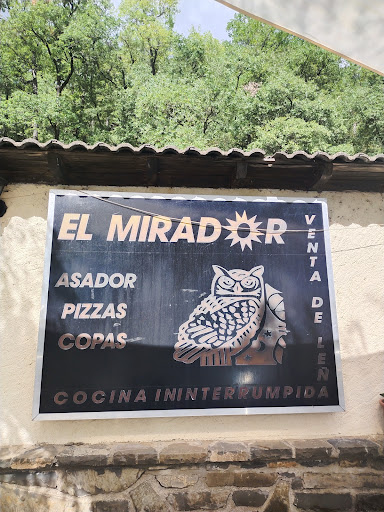 EL MIRADOR
ASADOR
PIZZAS
COPAS
VENTA DE LEÑA
COCINA ININTERRUMPIDA